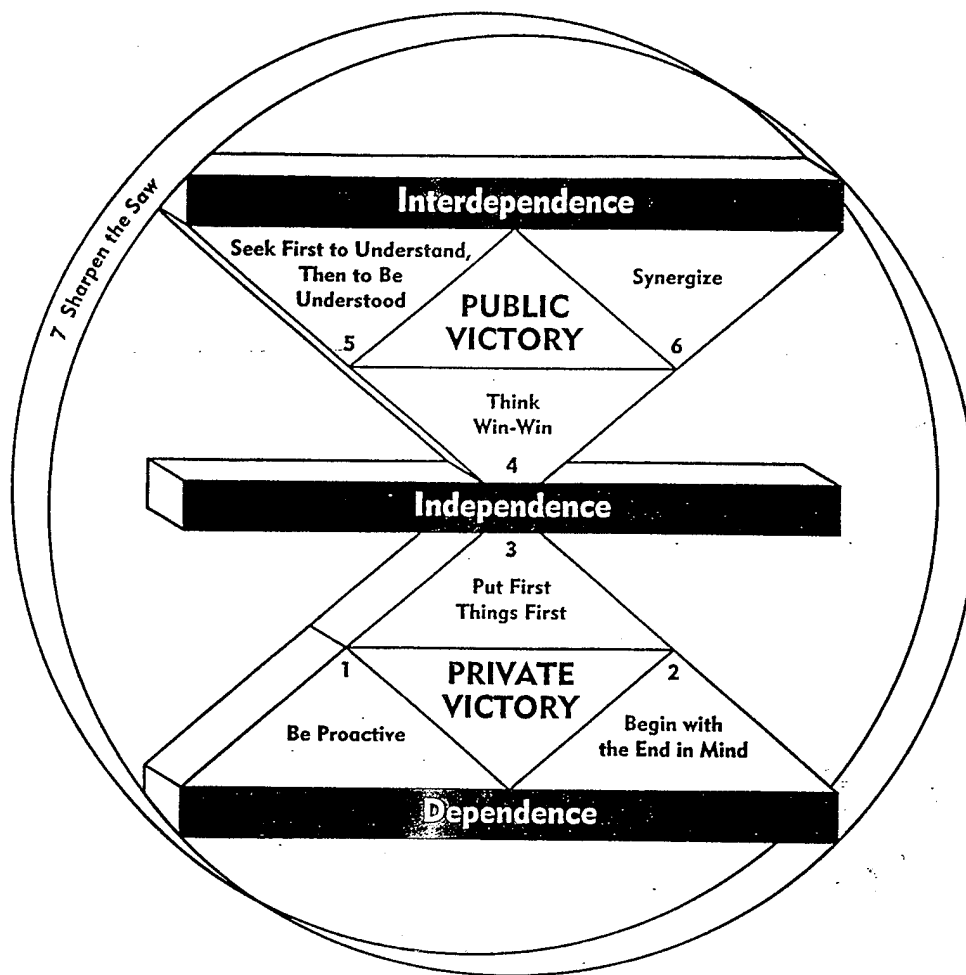 7 Sharpen the Saw
Interdependence
Seek First to Understand,
Then to Be
Understood
5
PUBLIC
VICTORY
Synergize
6
Think
Win-Win
4
Independence
3
Put First
Things First
1
PRIVATE
VICTORY
2
Be Proactive
Begin with
the End in Mind
Dependence